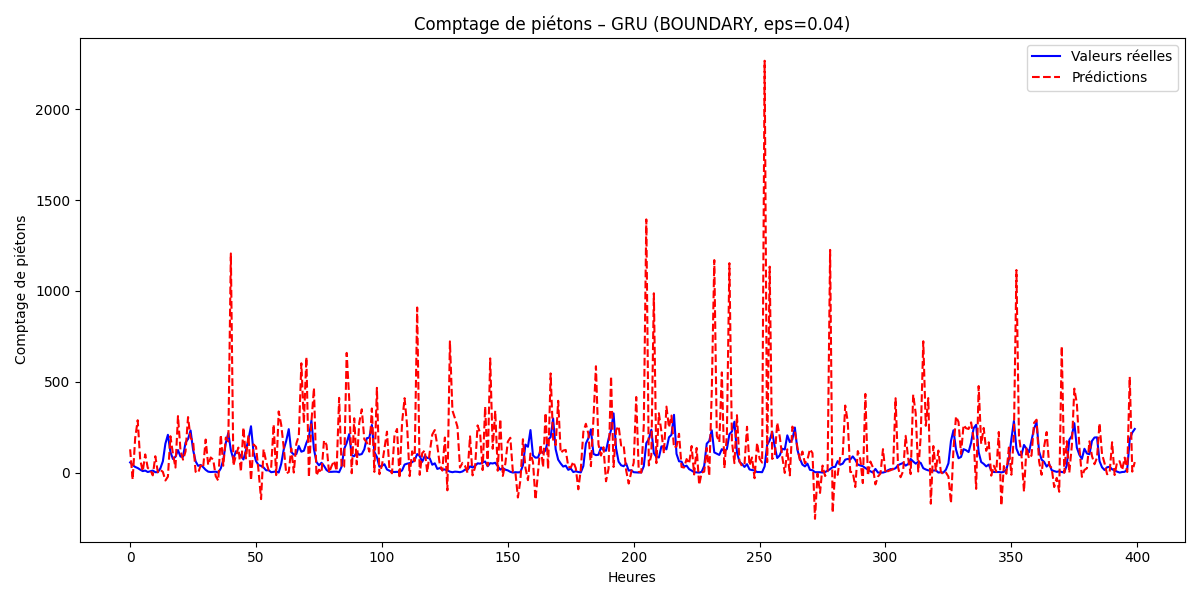 Comptage de piétons – GRU (BOUNDARY, eps=0.04)
Valeurs réelles
Prédictions
Comptage de piétons
2000
1500
1000
500
0
0 50 100 150 200 250 300 350 400
Heures